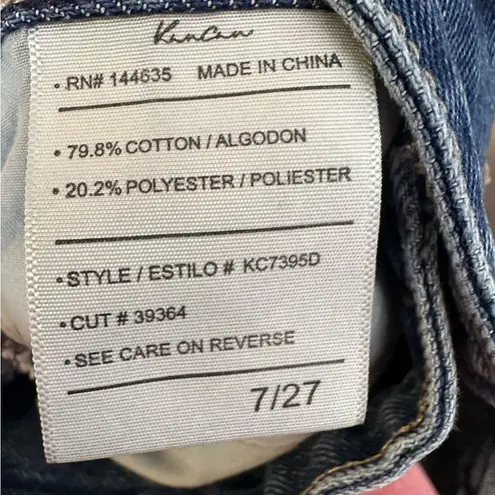 KanCan
• RN# 144635 MADE IN CHINA
• 79.8% COTTON / ALGODON
• 20.2% POLYESTER / POLIESTER
• STYLE / ESTILO # KC7395D
• CUT # 39364
• SEE CARE ON REVERSE
7/27